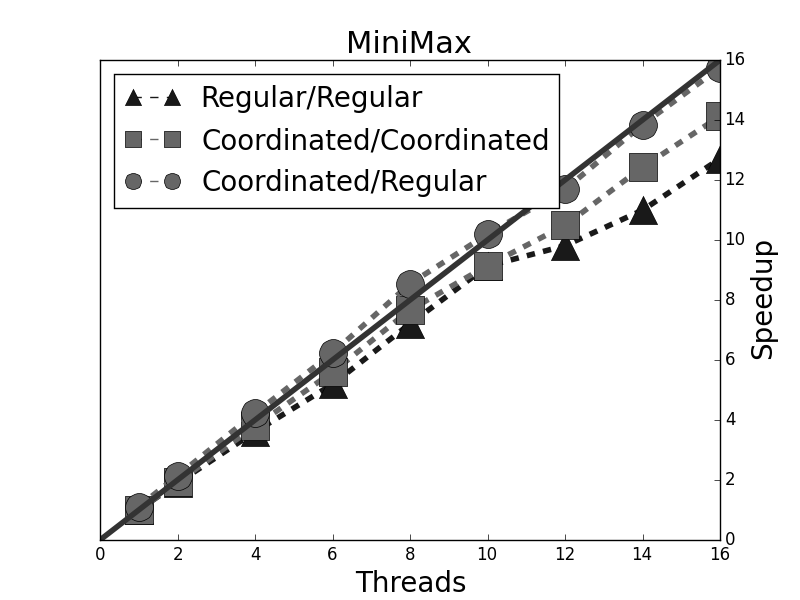 MiniMax
Regular/Regular
Coordinated/Coordinated
Coordinated/Regular
16
14
12
10
8
6
4
2
0
Speedup
0 2 4 6 8 10 12 14 16
Threads